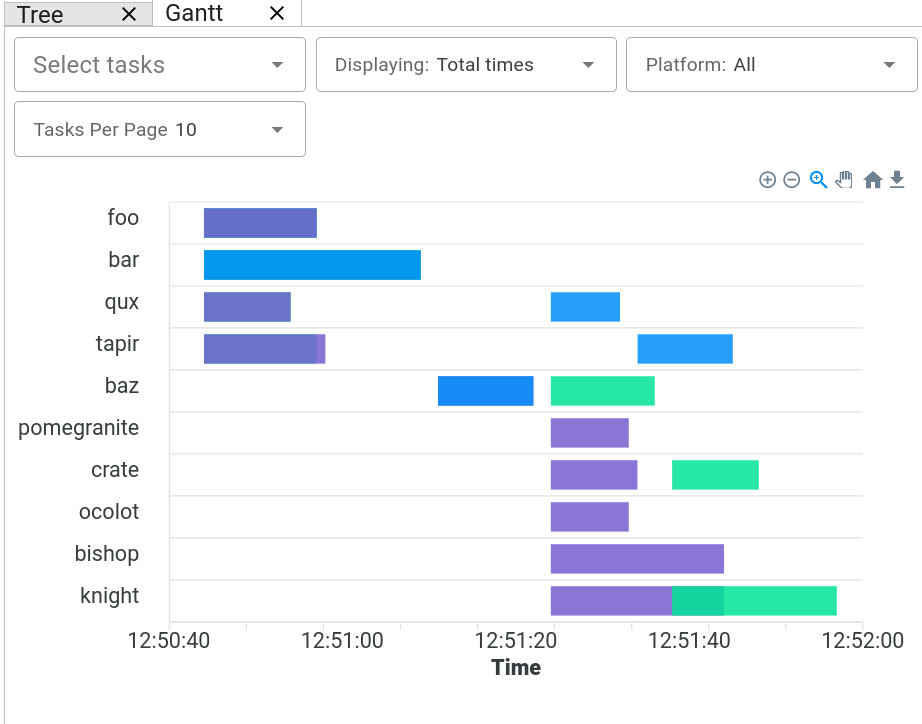 Tree Gantt
Select tasks Displaying: Total times Platform: All
Tasks Per Page 10
foo
bar
qux
tapir
baz
pomegranite
crate
ocolot
bishop
knight
12:50:40 12:51:00 12:51:20 12:51:40 12:52:00
Time